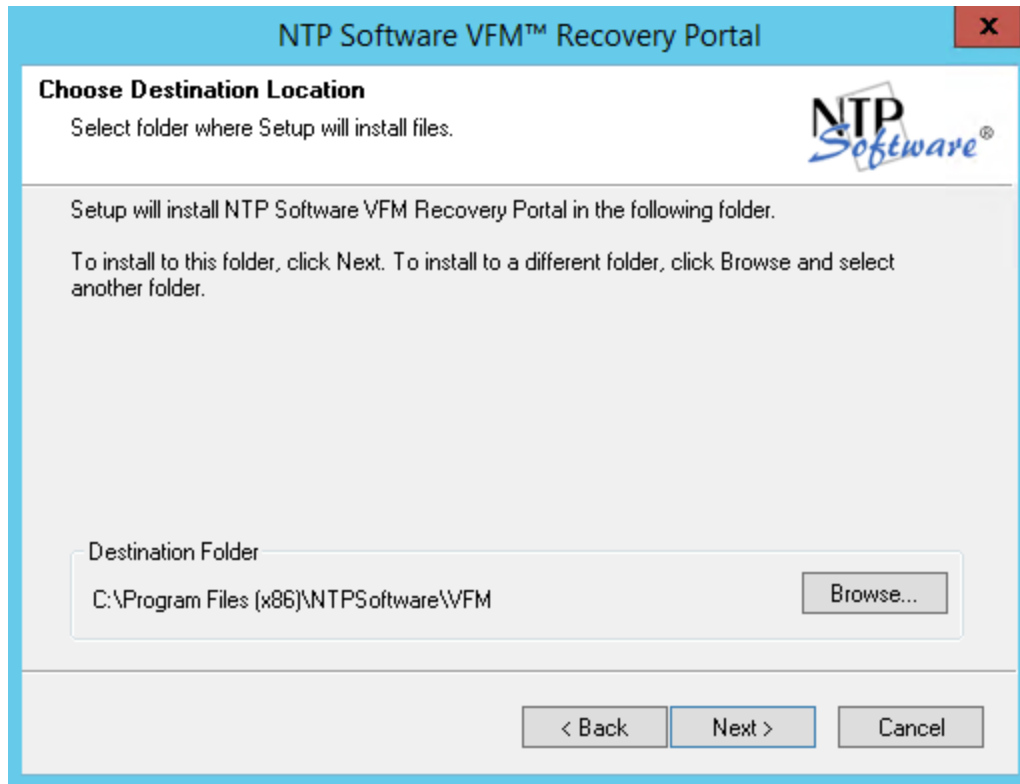 NTP Software VFM™ Recovery Portal
x
Choose Destination Location
Select folder where Setup will install files.
NTP
Software®
Setup will install NTP Software VFM Recovery Portal in the following folder.
To install to this folder, click Next. To install to a different folder, click Browse and select
another folder.
Destination Folder
C:\Program Files (x86)\NTPSoftware\VFM
Browse...
< Back
Next >
Cancel